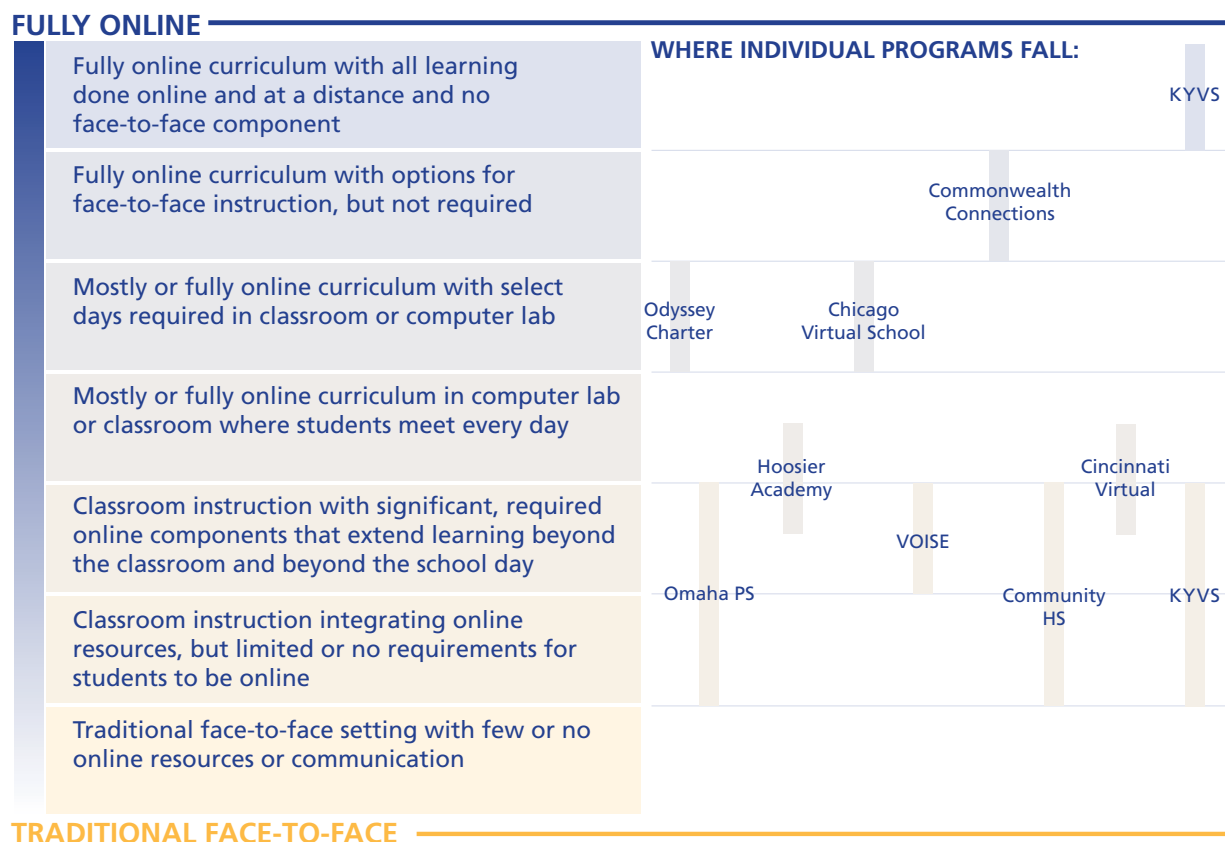 FULLY ONLINE
Fully online curriculum with all learning
done online and at a distance and no
face-to-face component
Fully online curriculum with options for
face-to-face instruction, but not required
Mostly or fully online curriculum with select
days required in classroom or computer lab
Mostly or fully online curriculum in computer lab
or classroom where students meet every day
Classroom instruction with significant, required
online components that extend learning beyond
the classroom and beyond the school day
Classroom instruction integrating online
resources, but limited or no requirements for
students to be online
Traditional face-to-face setting with few or no
online resources or communication
WHERE INDIVIDUAL PROGRAMS FALL:
KYVS
Commonwealth
Connections
Odyssey
Charter
Chicago
Virtual School
Hoosier
Academy
Cincinnati
Virtual
VOISE
Omaha PS
Community
HS
KYVS
TRADITIONAL FACE-TO-FACE